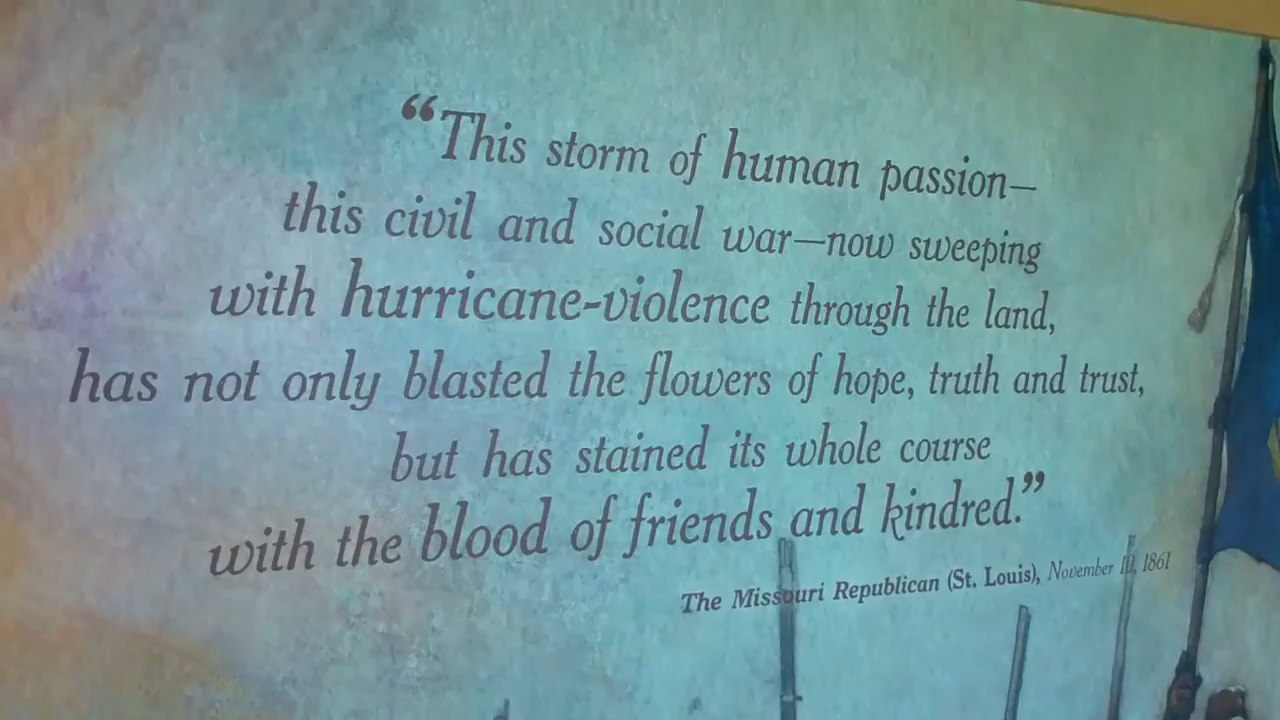 “This storm of human passion—
this civil and social war—now sweeping
with hurricane-violence through the land,
has not only blasted the flowers of hope, truth and trust,
but has stained its whole course
with the blood of friends and kindred.”
The Missouri Republican (St. Louis), November 1861